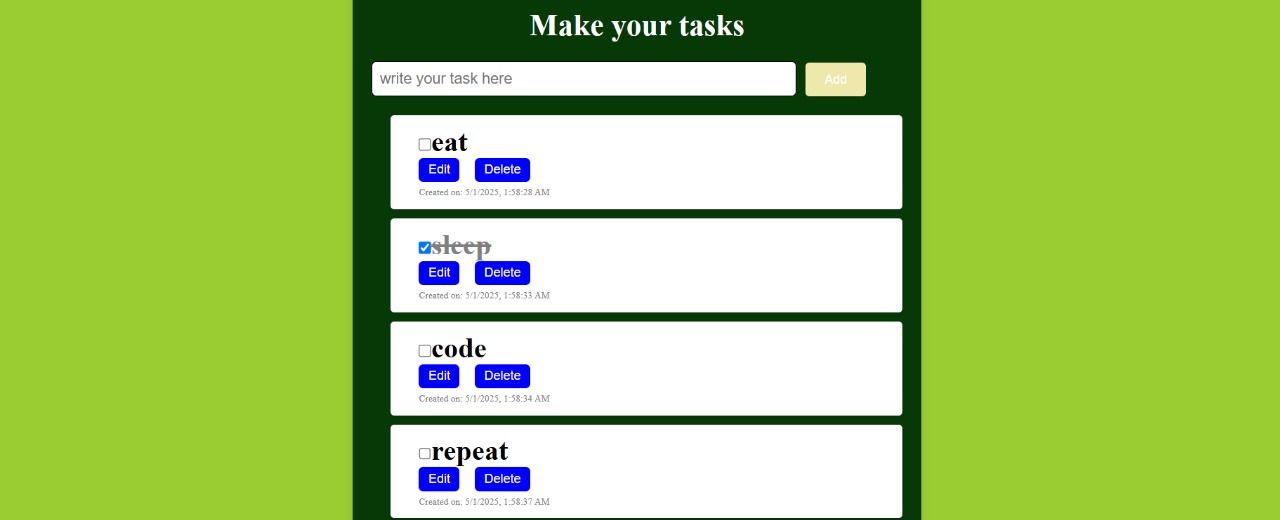 Make your tasks
write your task here
Add
eat
Edit Delete
Created on: 5/1/2025, 1:58:28 AM
sleep
Edit Delete
Created on: 5/1/2025, 1:58:33 AM
code
Edit Delete
Created on: 5/1/2025, 1:58:34 AM
repeat
Edit Delete
Created on: 5/1/2025, 1:58:37 AM